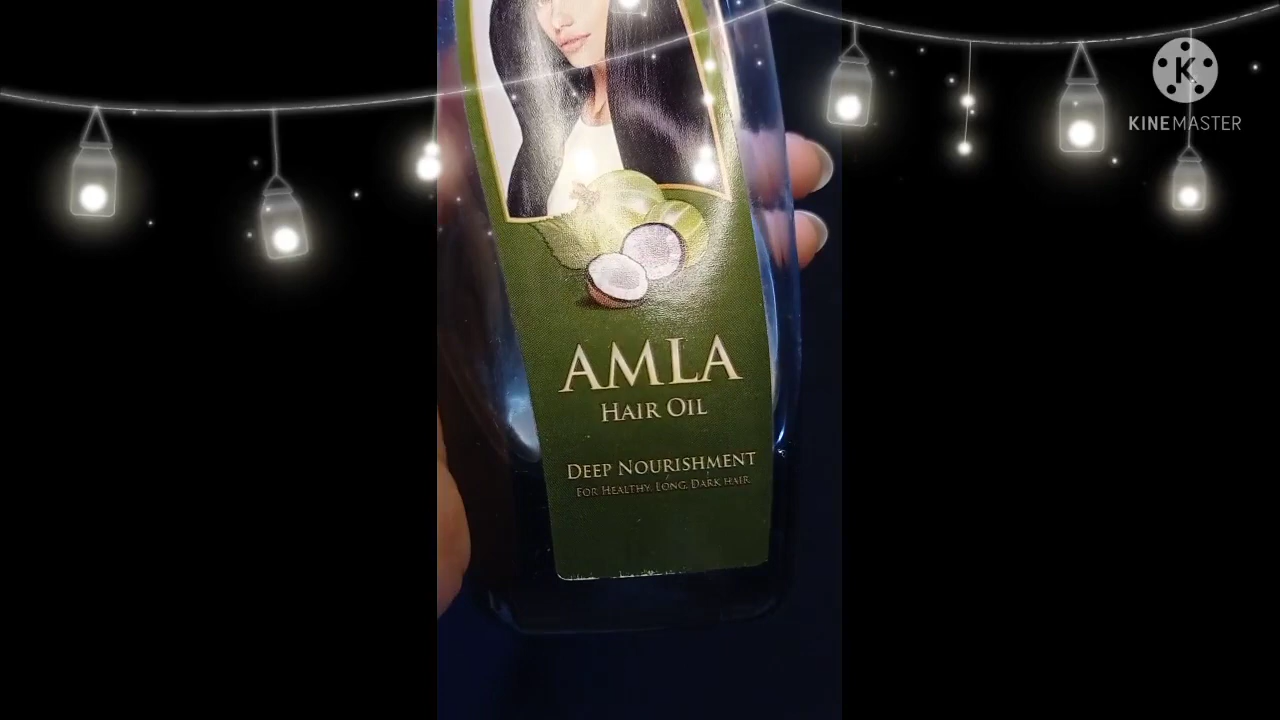 K
KINEMASTER
AMLA
HAIR OIL
DEEP NOURISHMENT
FOR HEALTHY, LONG, DARK HAIR